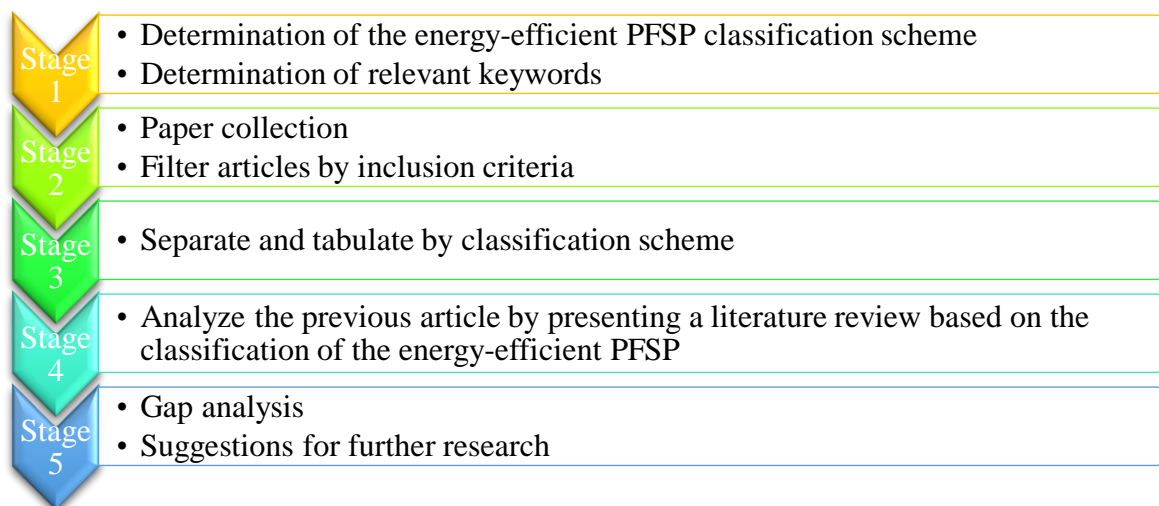 Stage
1
• Determination of the energy-efficient PFSP classification scheme
• Determination of relevant keywords
Stage
2
• Paper collection
• Filter articles by inclusion criteria
Stage
3
• Separate and tabulate by classification scheme
Stage
4
• Analyze the previous article by presenting a literature review based on the
classification of the energy-efficient PFSP
Stage
5
• Gap analysis
• Suggestions for further research